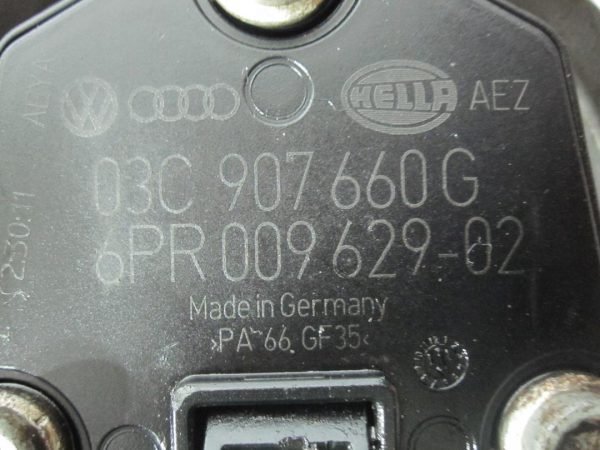 HELLA AEZ
03C 907 660 G
6PR 009 629-02
Made in Germany
>PA 66 GF35<